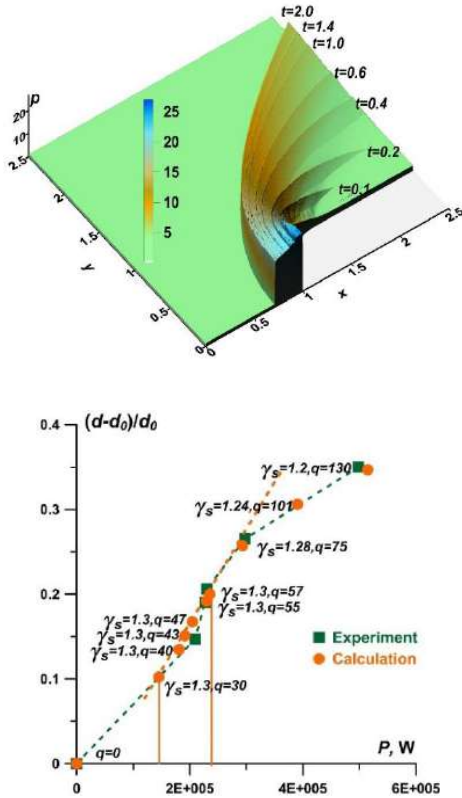 t=2.0
t=1.4
t=1.0
t=0.6
t=0.4
t=0.2
t=0.1
p
20
10
2.5
2
1.5
1
0.5
0
y
25
20
15
10
5
0
0.5
1
1.5
2
2.5
x
(d-d₀)/d₀
0.4
0.3
0.2
0.1
0
γₛ=1.2,q=130
γₛ=1.24,q=101
γₛ=1.28,q=75
γₛ=1.3,q=57
γₛ=1.3,q=55
γₛ=1.3,q=47
γₛ=1.3,q=43
γₛ=1.3,q=40
γₛ=1.3,q=30
q=0
Experiment
Calculation
P, W
0 2E+005 4E+005 6E+005